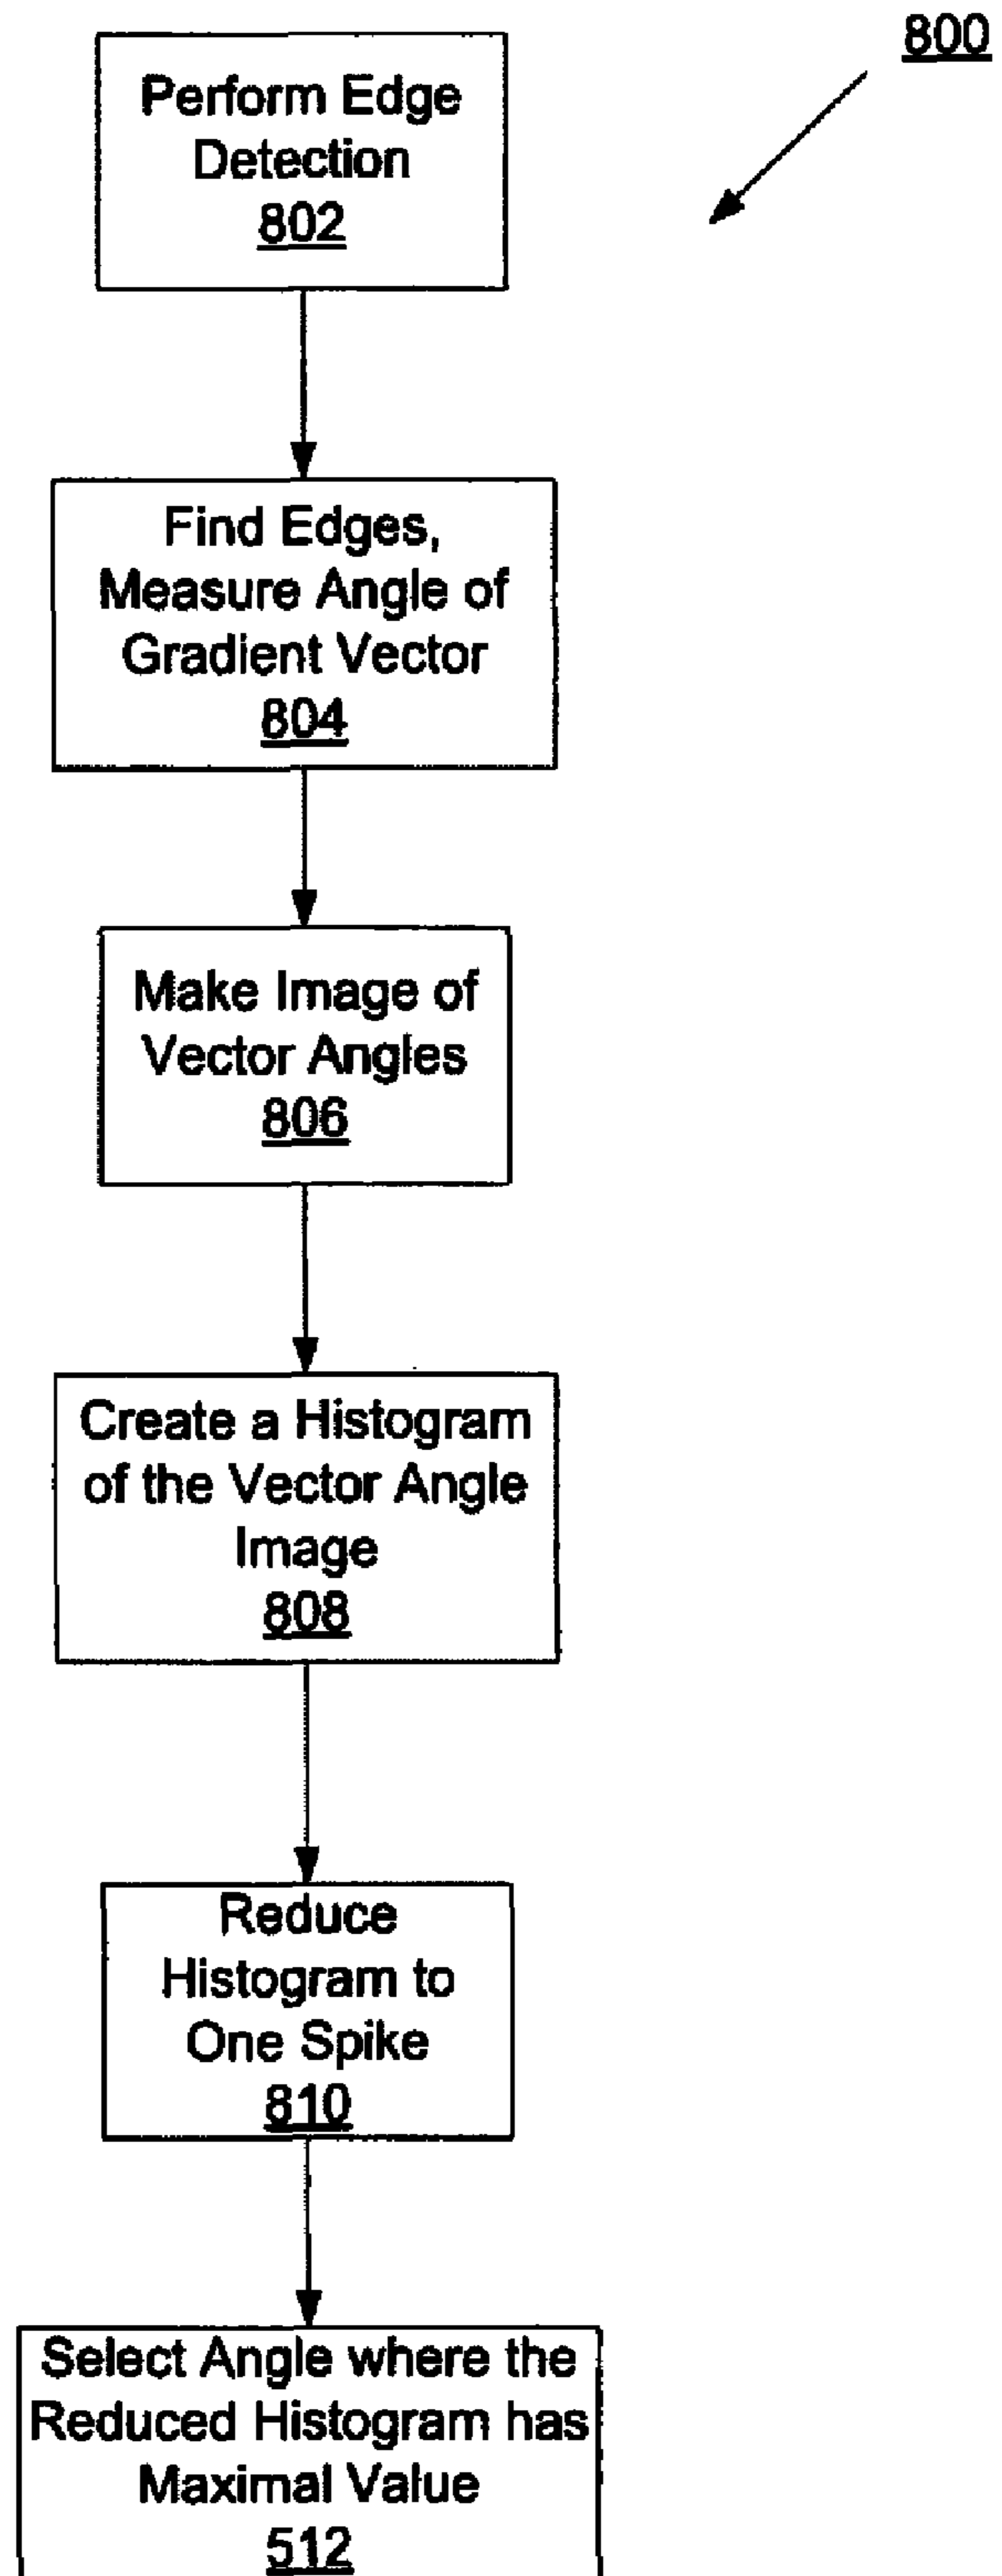 800
Perform Edge
Detection
802
Find Edges,
Measure Angle of
Gradient Vector
804
Make Image of
Vector Angles
806
Create a Histogram
of the Vector Angle
Image
808
Reduce
Histogram to
One Spike
810
Select Angle where the
Reduced Histogram has
Maximal Value
512